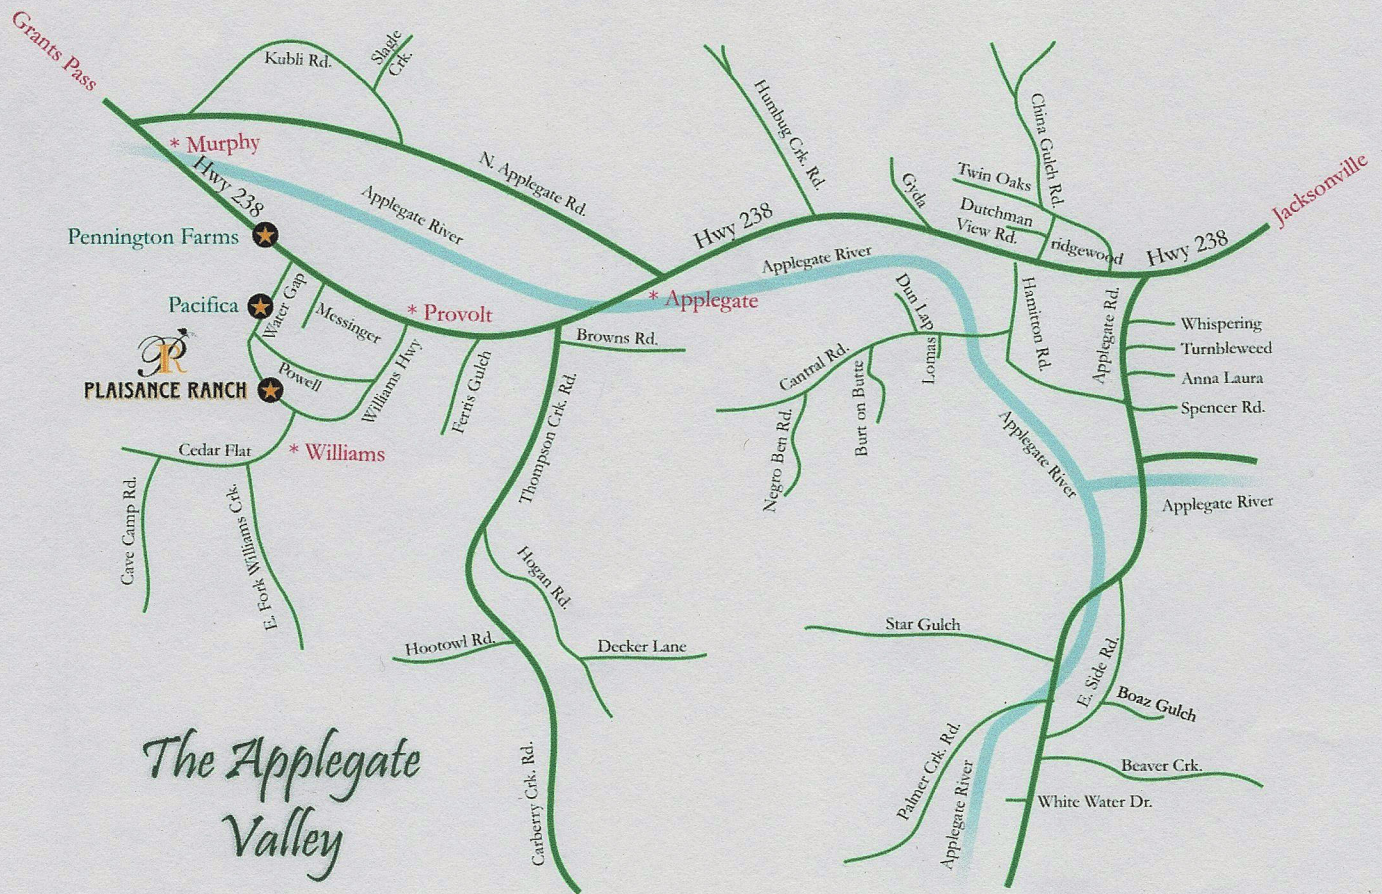 Grants Pass
Kubli Rd.
Slagle
Crk.
* Murphy
Hwy 238
N. Applegate Rd.
Applegate River
Pennington Farms
Pacifica
Water Gap
Messinger
* Provolt
PR
PLAISANCE RANCH
Powell
Williams Hwy
Ferris Gulch
Browns Rd.
Cedar Flat
* Williams
Cave Camp Rd.
E. Fork Williams Crk.
Thompson Crk. Rd.
Hogan Rd.
Hootowl Rd.
Decker Lane
Carberry Crk. Rd.
Hwy 238
* Applegate
Applegate River
Humbug Crk. Rd.
Gyda
Twin Oaks
China Gulch Rd.
Dutchman
View Rd.
ridgewood
Hwy 238
Jacksonville
Dun Lap
Cantral Rd.
Lomas
Burt on Butte
Negro Ben Rd.
Hamitton Rd.
Applegate Rd.
Whispering
Turnbleweed
Anna Laura
Spencer Rd.
Applegate River
Applegate River
Star Gulch
E. Side Rd.
Boaz Gulch
Palmer Crk. Rd.
Applegate River
Beaver Crk.
White Water Dr.
The Applegate
Valley